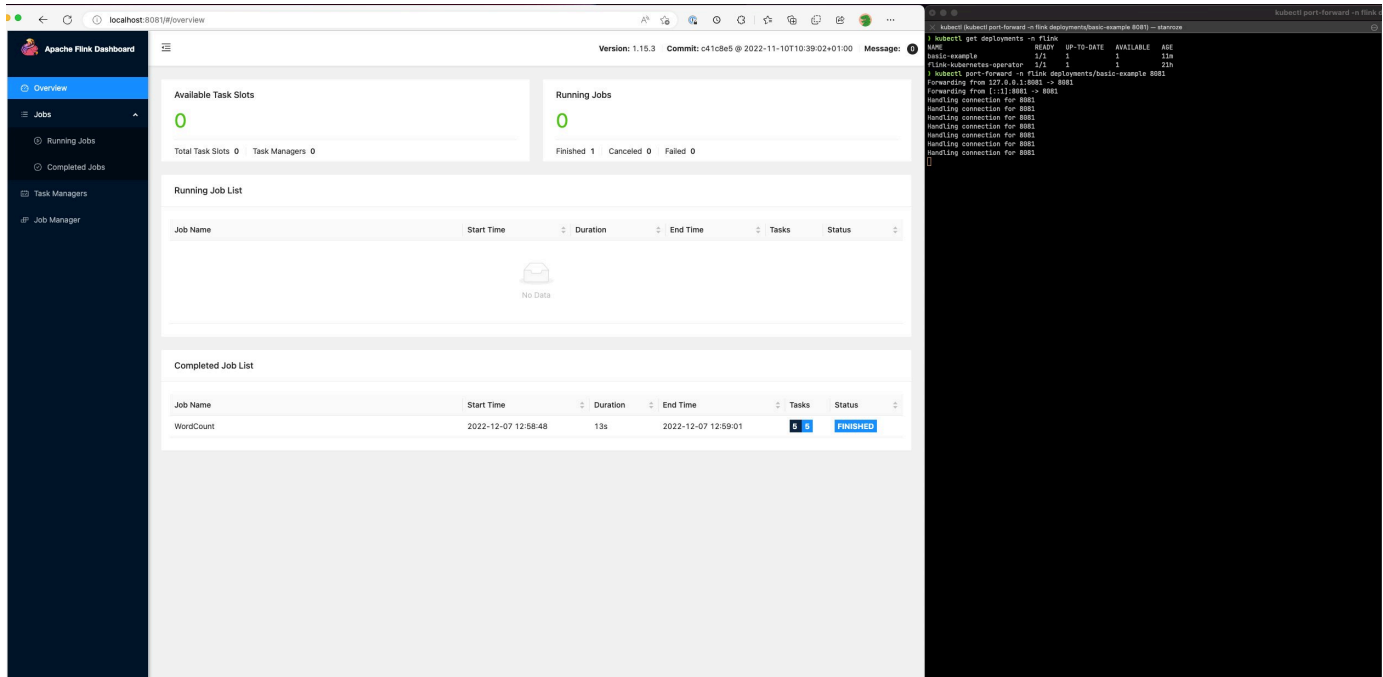 localhost:8081/#/overview
Apache Flink Dashboard
Version: 1.15.3 Commit: c41c8e5 @ 2022-11-10T10:39:02+01:00 Message: 0
Overview
Jobs
Running Jobs
Completed Jobs
Task Managers
Job Manager
Available Task Slots
0
Total Task Slots 0 Task Managers 0
Running Jobs
0
Finished 1 Canceled 0 Failed 0
Running Job List
Job Name Start Time Duration End Time Tasks Status
No Data
Completed Job List
Job Name Start Time Duration End Time Tasks Status
WordCount 2022-12-07 12:58:48 13s 2022-12-07 12:59:01 5 5 FINISHED
kubectl port-forward -n flink d
kubectl (kubectl port-forward -n flink deployments/basic-example 8081) — stanroze
❯ kubectl get deployments -n flink
NAME READY UP-TO-DATE AVAILABLE AGE
basic-example 1/1 1 1 11m
flink-kubernetes-operator 1/1 1 1 21h
❯ kubectl port-forward -n flink deployments/basic-example 8081
Forwarding from 127.0.0.1:8081 -> 8081
Forwarding from [::1]:8081 -> 8081
Handling connection for 8081
Handling connection for 8081
Handling connection for 8081
Handling connection for 8081
Handling connection for 8081
Handling connection for 8081
Handling connection for 8081